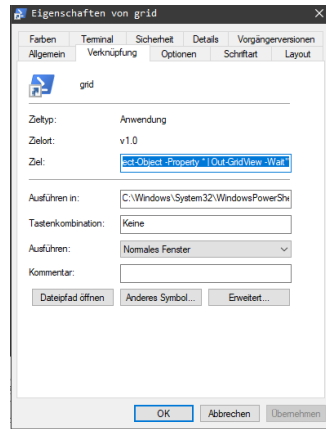 Eigenschaften von grid
Farben Terminal Sicherheit Details Vorgängerversionen
Allgemein Verknüpfung Optionen Schriftart Layout
grid
Zieltyp: Anwendung
Zielort: v1.0
Ziel: ect-Object -Property * | Out-GridView -Wait"
Ausführen in: C:\Windows\System32\WindowsPowerShe
Tastenkombination: Keine
Ausführen: Normales Fenster
Kommentar:
Dateipfad öffnen Anderes Symbol... Erweitert...
OK Abbrechen Übernehmen